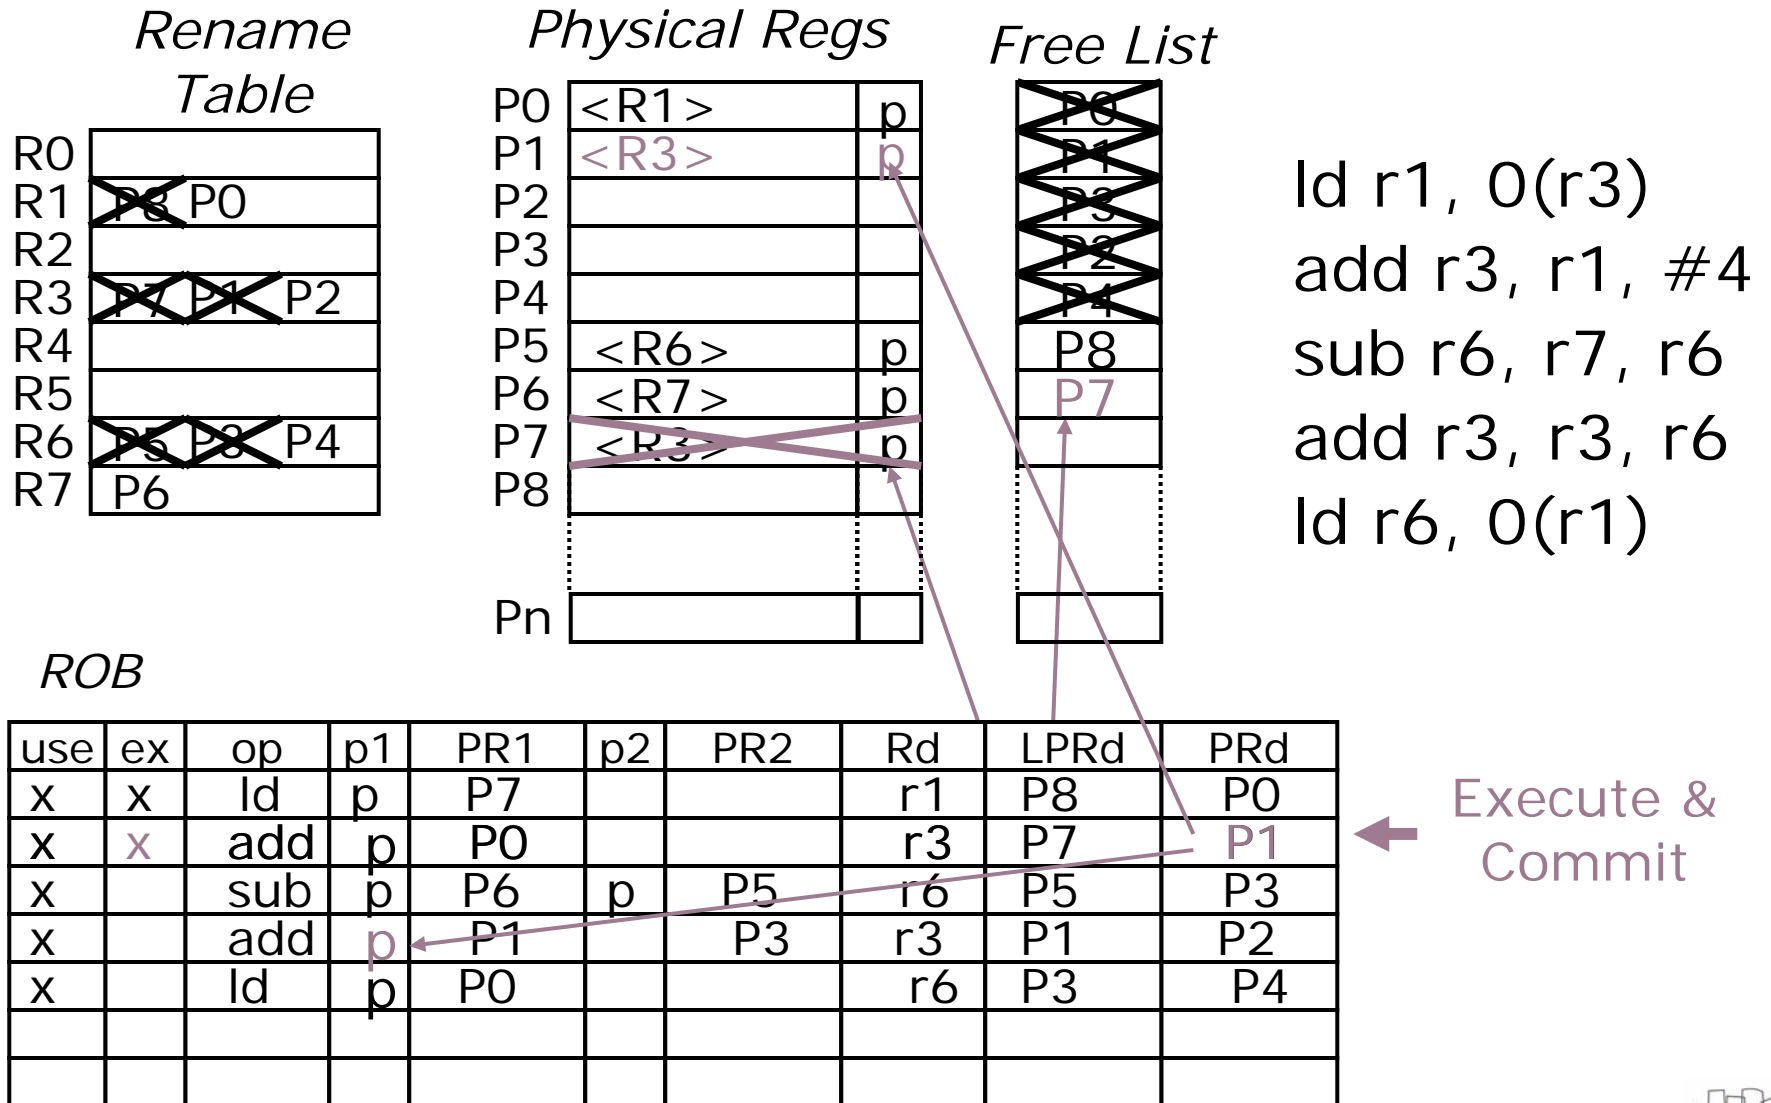 Rename Table
R0
R1 P8 P0
R2
R3 P7 P1 P2
R4
R5
R6 P5 P3 P4
R7 P6
Physical Regs
P0 <R1> p
P1 <R3> p
P2
P3
P4
P5 <R6> p
P6 <R7> p
P7 <R3> p
P8
Pn
Free List
P0
P1
P3
P2
P4
P8
P7
ld r1, 0(r3)
add r3, r1, #4
sub r6, r7, r6
add r3, r3, r6
ld r6, 0(r1)
ROB
use ex op p1 PR1 p2 PR2 Rd LPRd PRd
x x ld p P7 r1 P8 P0
x x add p P0 r3 P7 P1
x sub p P6 p P5 r6 P5 P3
x add p P1 P3 r3 P1 P2
x ld p P0 r6 P3 P4
Execute &
Commit